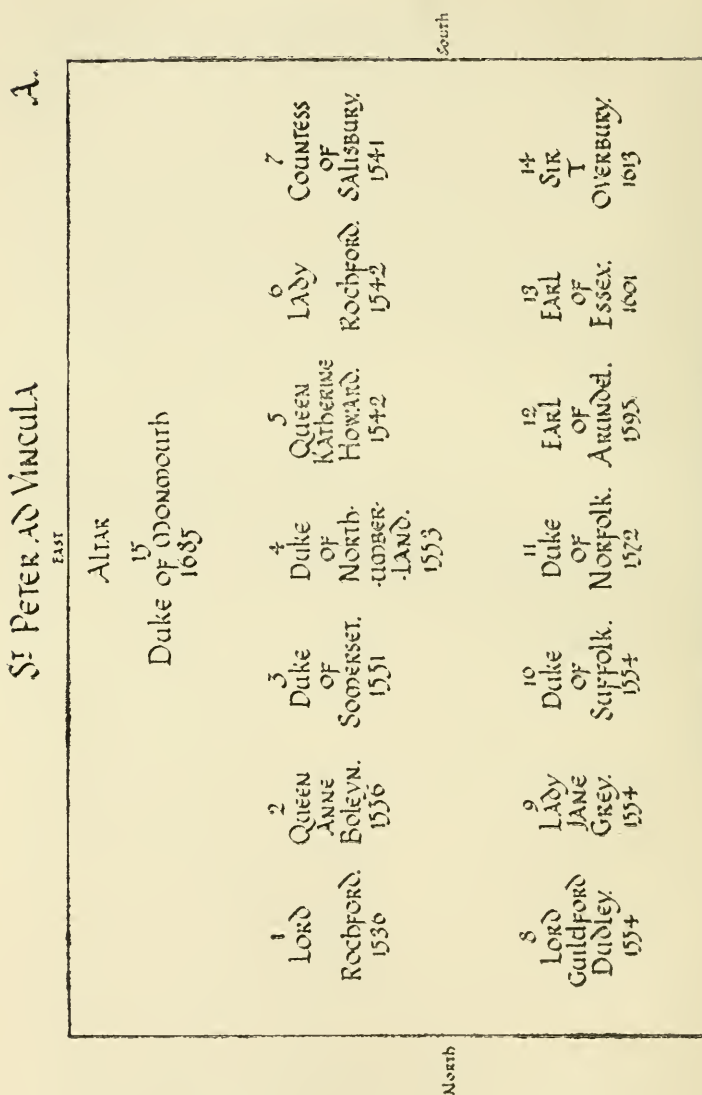 St PETER AD VINCULA
A.
EAST
North
South
ALTAR
15
Duke of Monmouth
1685
1
LORD
ROCHFORD.
1536
2
QUEEN
ANNE
BOLEYN.
1536
3
Duke
OF
SOMERSET.
1551
4
Duke
OF
NORTH-
-UMBER-
-LAND.
1553
5
QUEEN
KATHERINE
HOWARD.
1542
6
LADY
ROCHFORD.
1542
7
COUNTESS
OF
SALISBURY.
1541
8
LORD
GUILDFORD
DUDLEY.
1554
9
LADY
JANE
GREY.
1554
10
Duke
OF
SUFFOLK.
1554
11
Duke
OF
NORFOLK.
1572
12
EARL
OF
ARUNDEL.
1595
13
EARL
OF
ESSEX.
1601
14
SIR
T
OVERBURY.
1613